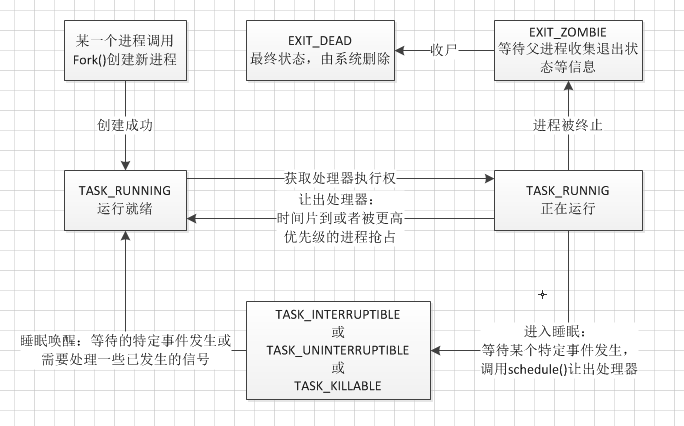 某一个进程调用
Fork()创建新进程
EXIT_DEAD
最终状态，由系统删除
收尸
EXIT_ZOMBIE
等待父进程收集退出状
态等信息
创建成功
进程被终止
TASK_RUNNING
运行就绪
获取处理器执行权
让出处理器：
时间片到或者被更高
优先级的进程抢占
TASK_RUNNIG
正在运行
睡眠唤醒：等待的特定事件发生或
需要处理一些已发生的信号
TASK_INTERRUPTIBLE
或
TASK_UNINTERRUPTIBLE
或
TASK_KILLABLE
进入睡眠：
等待某个特定事件发生，
调用schedule()让出处理器